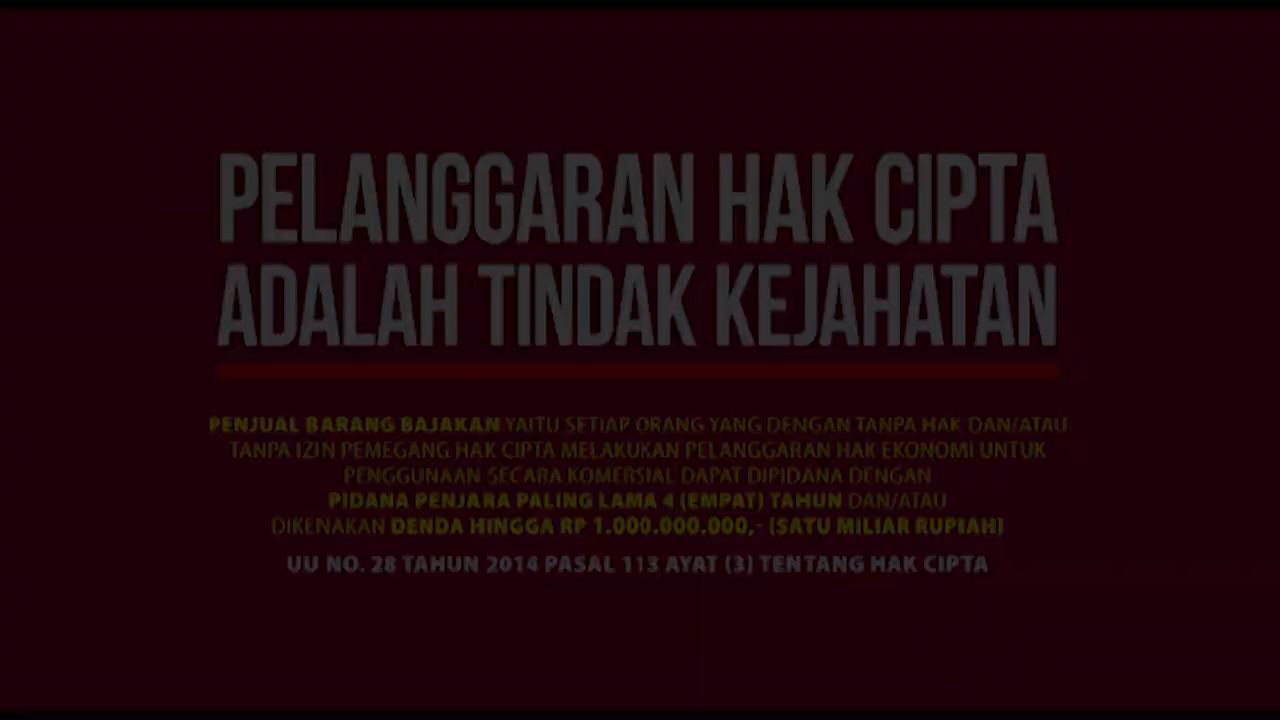 PELANGGARAN HAK CIPTA
ADALAH TINDAK KEJAHATAN
PENJUAL BARANG BAJAKAN YAITU SETIAP ORANG YANG DENGAN TANPA HAK DAN/ATAU
TANPA IZIN PEMEGANG HAK CIPTA MELAKUKAN PELANGGARAN HAK EKONOMI UNTUK
PENGGUNAAN SECARA KOMERSIAL DAPAT DIPIDANA DENGAN
PIDANA PENJARA PALING LAMA 4 (EMPAT) TAHUN DAN/ATAU
DIKENAKAN DENDA HINGGA RP 1.000.000.000,- (SATU MILIAR RUPIAH)
UU NO. 28 TAHUN 2014 PASAL 113 AYAT (3) TENTANG HAK CIPTA